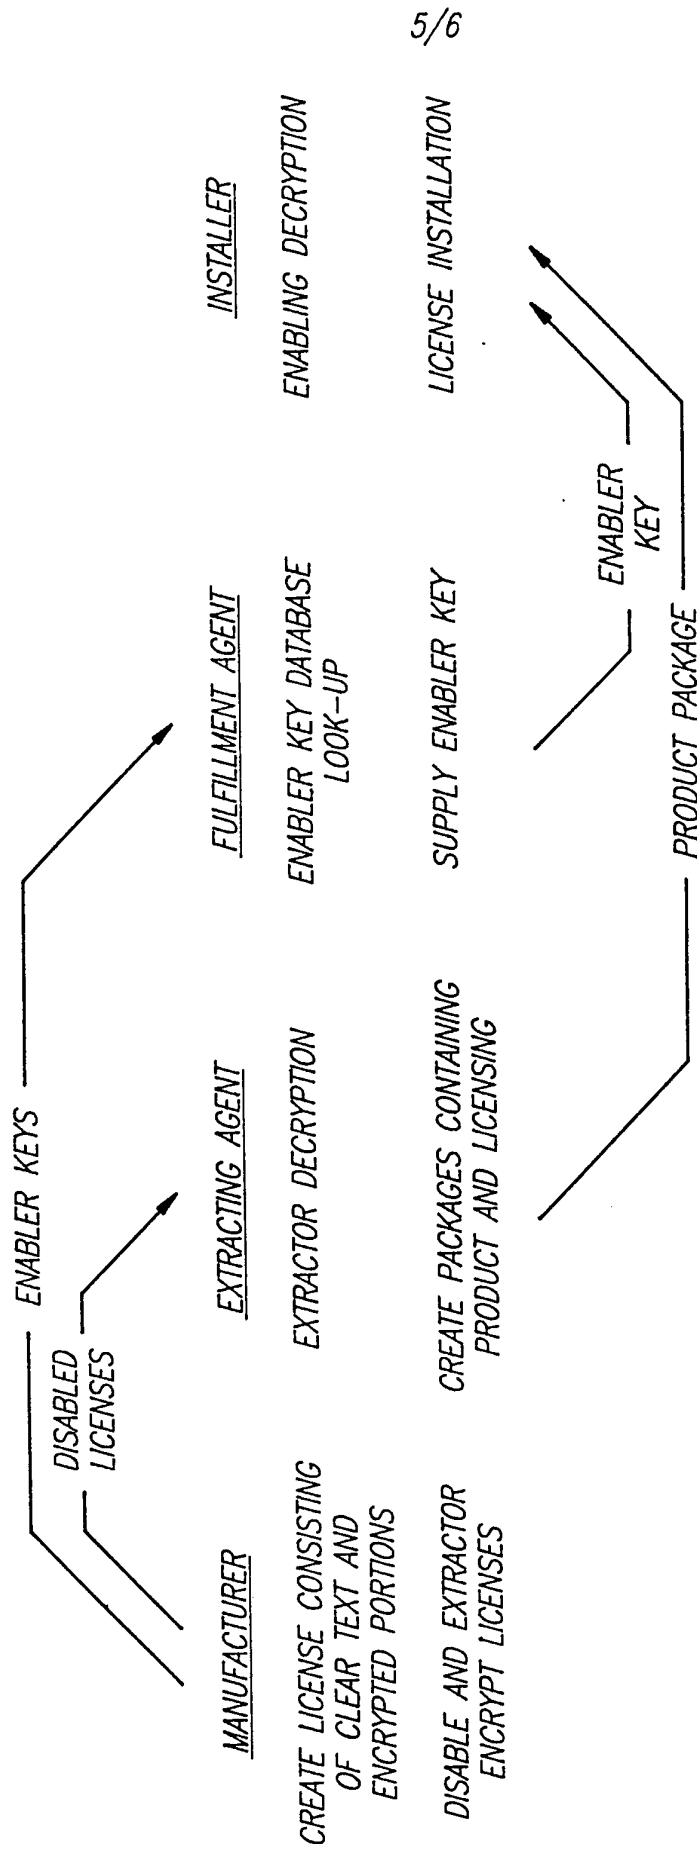 5/6
ENABLER KEYS
DISABLED
LICENSES
MANUFACTURER
CREATE LICENSE CONSISTING
OF CLEAR TEXT AND
ENCRYPTED PORTIONS
DISABLE AND EXTRACTOR
ENCRYPT LICENSES
EXTRACTING AGENT
EXTRACTOR DECRYPTION
CREATE PACKAGES CONTAINING
PRODUCT AND LICENSING
FULFILLMENT AGENT
ENABLER KEY DATABASE
LOOK-UP
SUPPLY ENABLER KEY
INSTALLER
ENABLING DECRYPTION
LICENSE INSTALLATION
ENABLER
KEY
PRODUCT PACKAGE